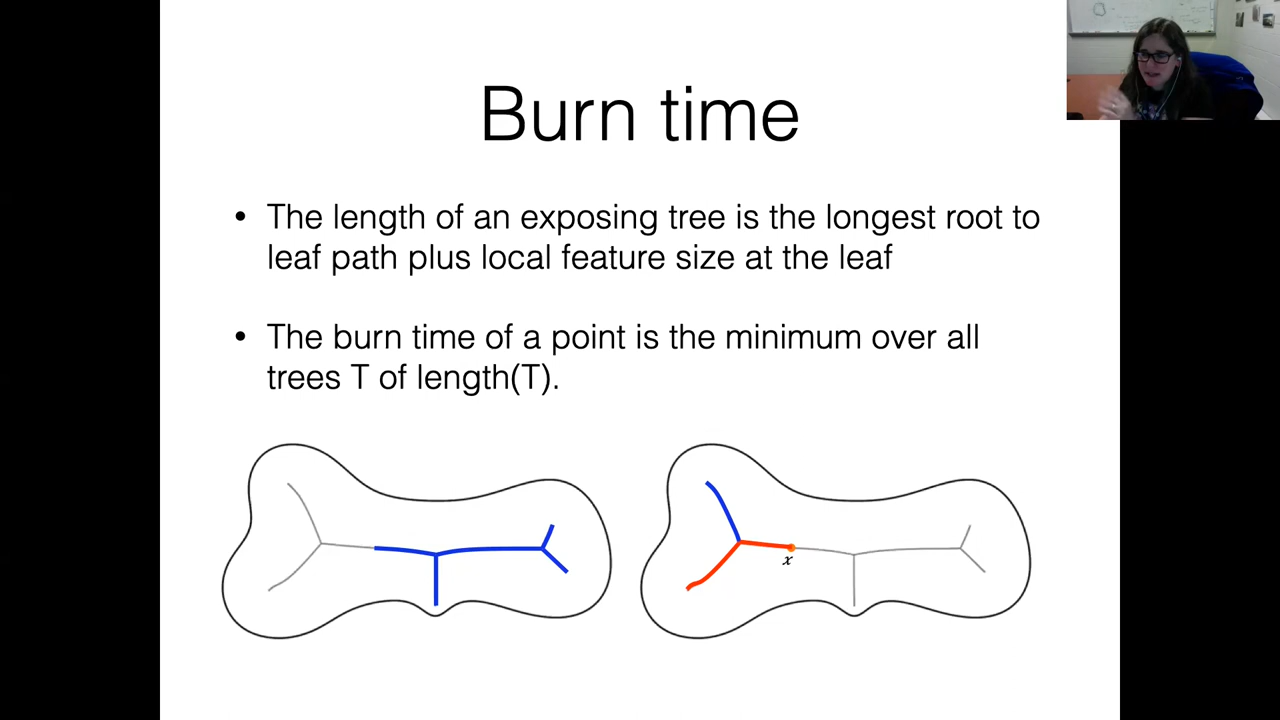 Burn time
• The length of an exposing tree is the longest root to
leaf path plus local feature size at the leaf
• The burn time of a point is the minimum over all
trees T of length(T).
x